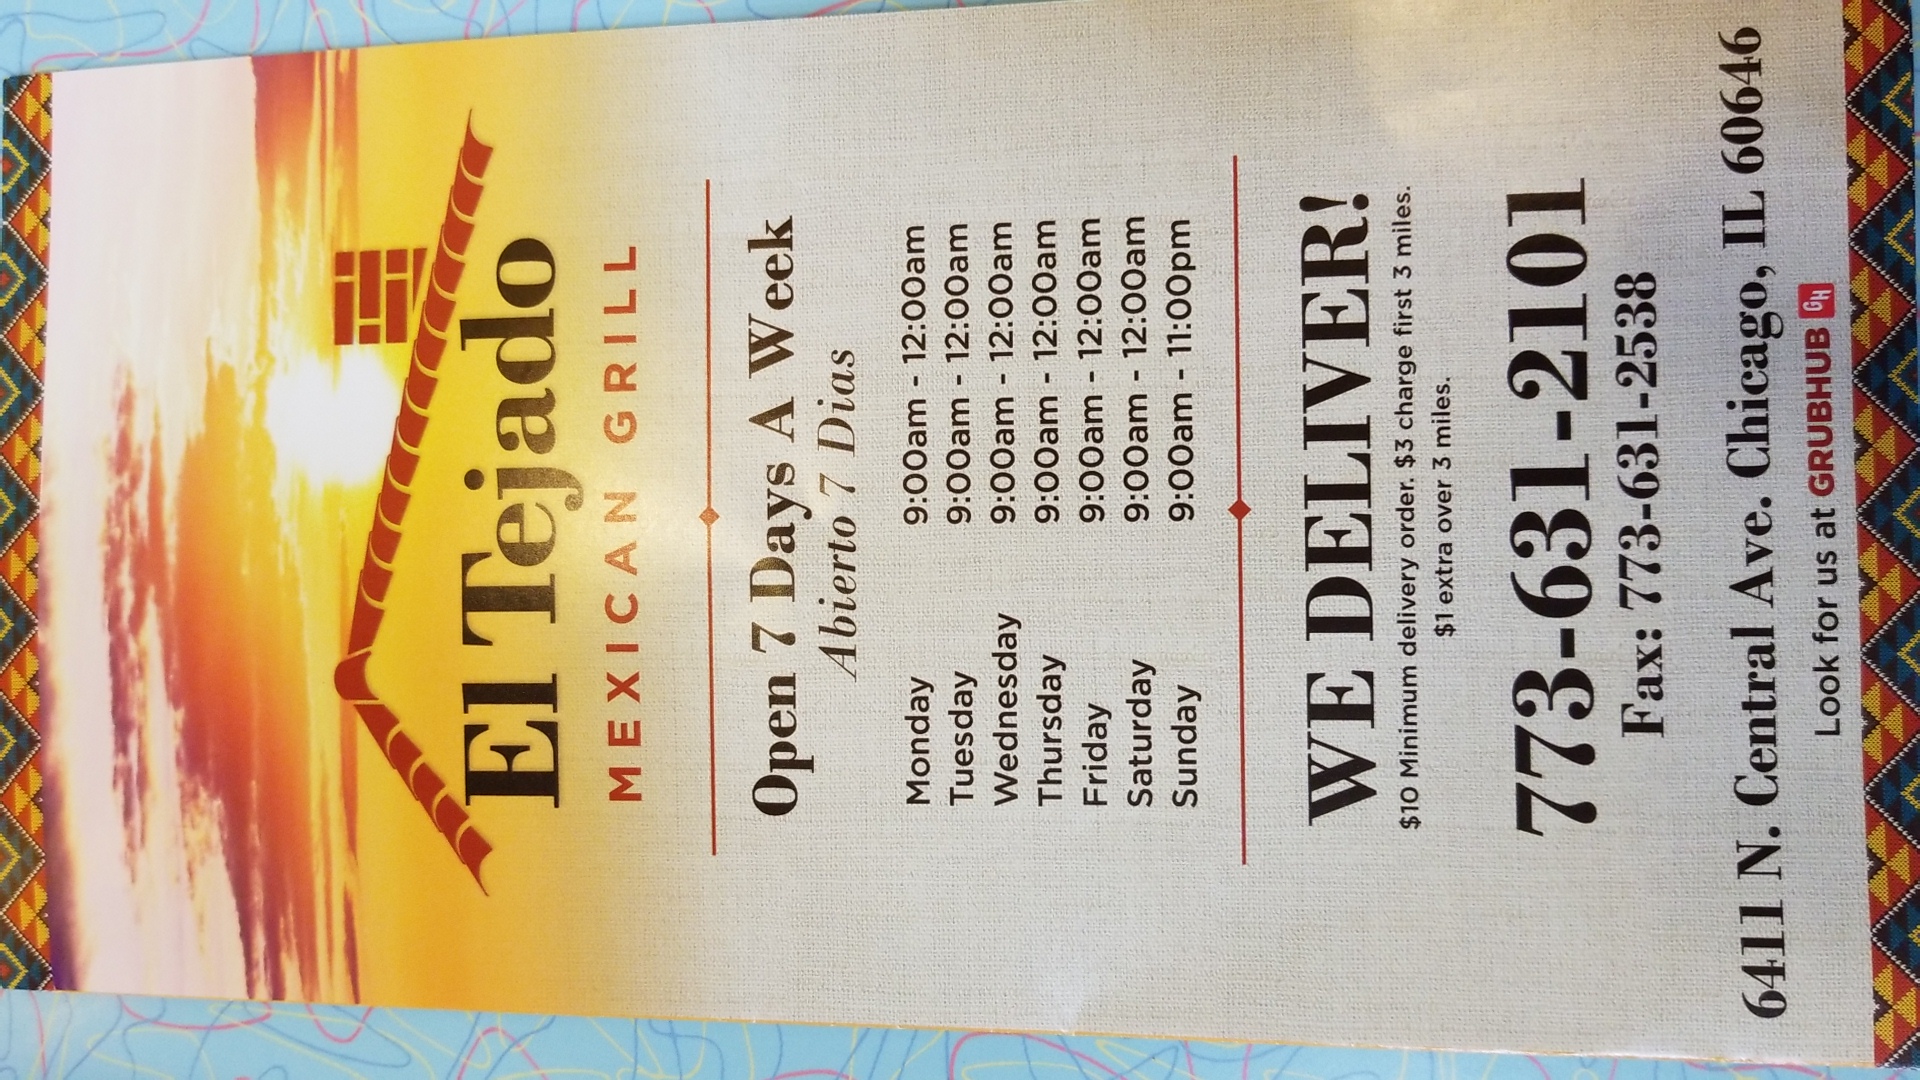 El Tejado
MEXICAN GRILL
Open 7 Days A Week
Abierto 7 Dias
Monday 9:00am - 12:00am
Tuesday 9:00am - 12:00am
Wednesday 9:00am - 12:00am
Thursday 9:00am - 12:00am
Friday 9:00am - 12:00am
Saturday 9:00am - 12:00am
Sunday 9:00am - 11:00pm
WE DELIVER!
$10 Minimum delivery order. $3 charge first 3 miles.
$1 extra over 3 miles.
773-631-2101
Fax: 773-631-2538
6411 N. Central Ave. Chicago, IL 60646
Look for us at GRUBHUB GH